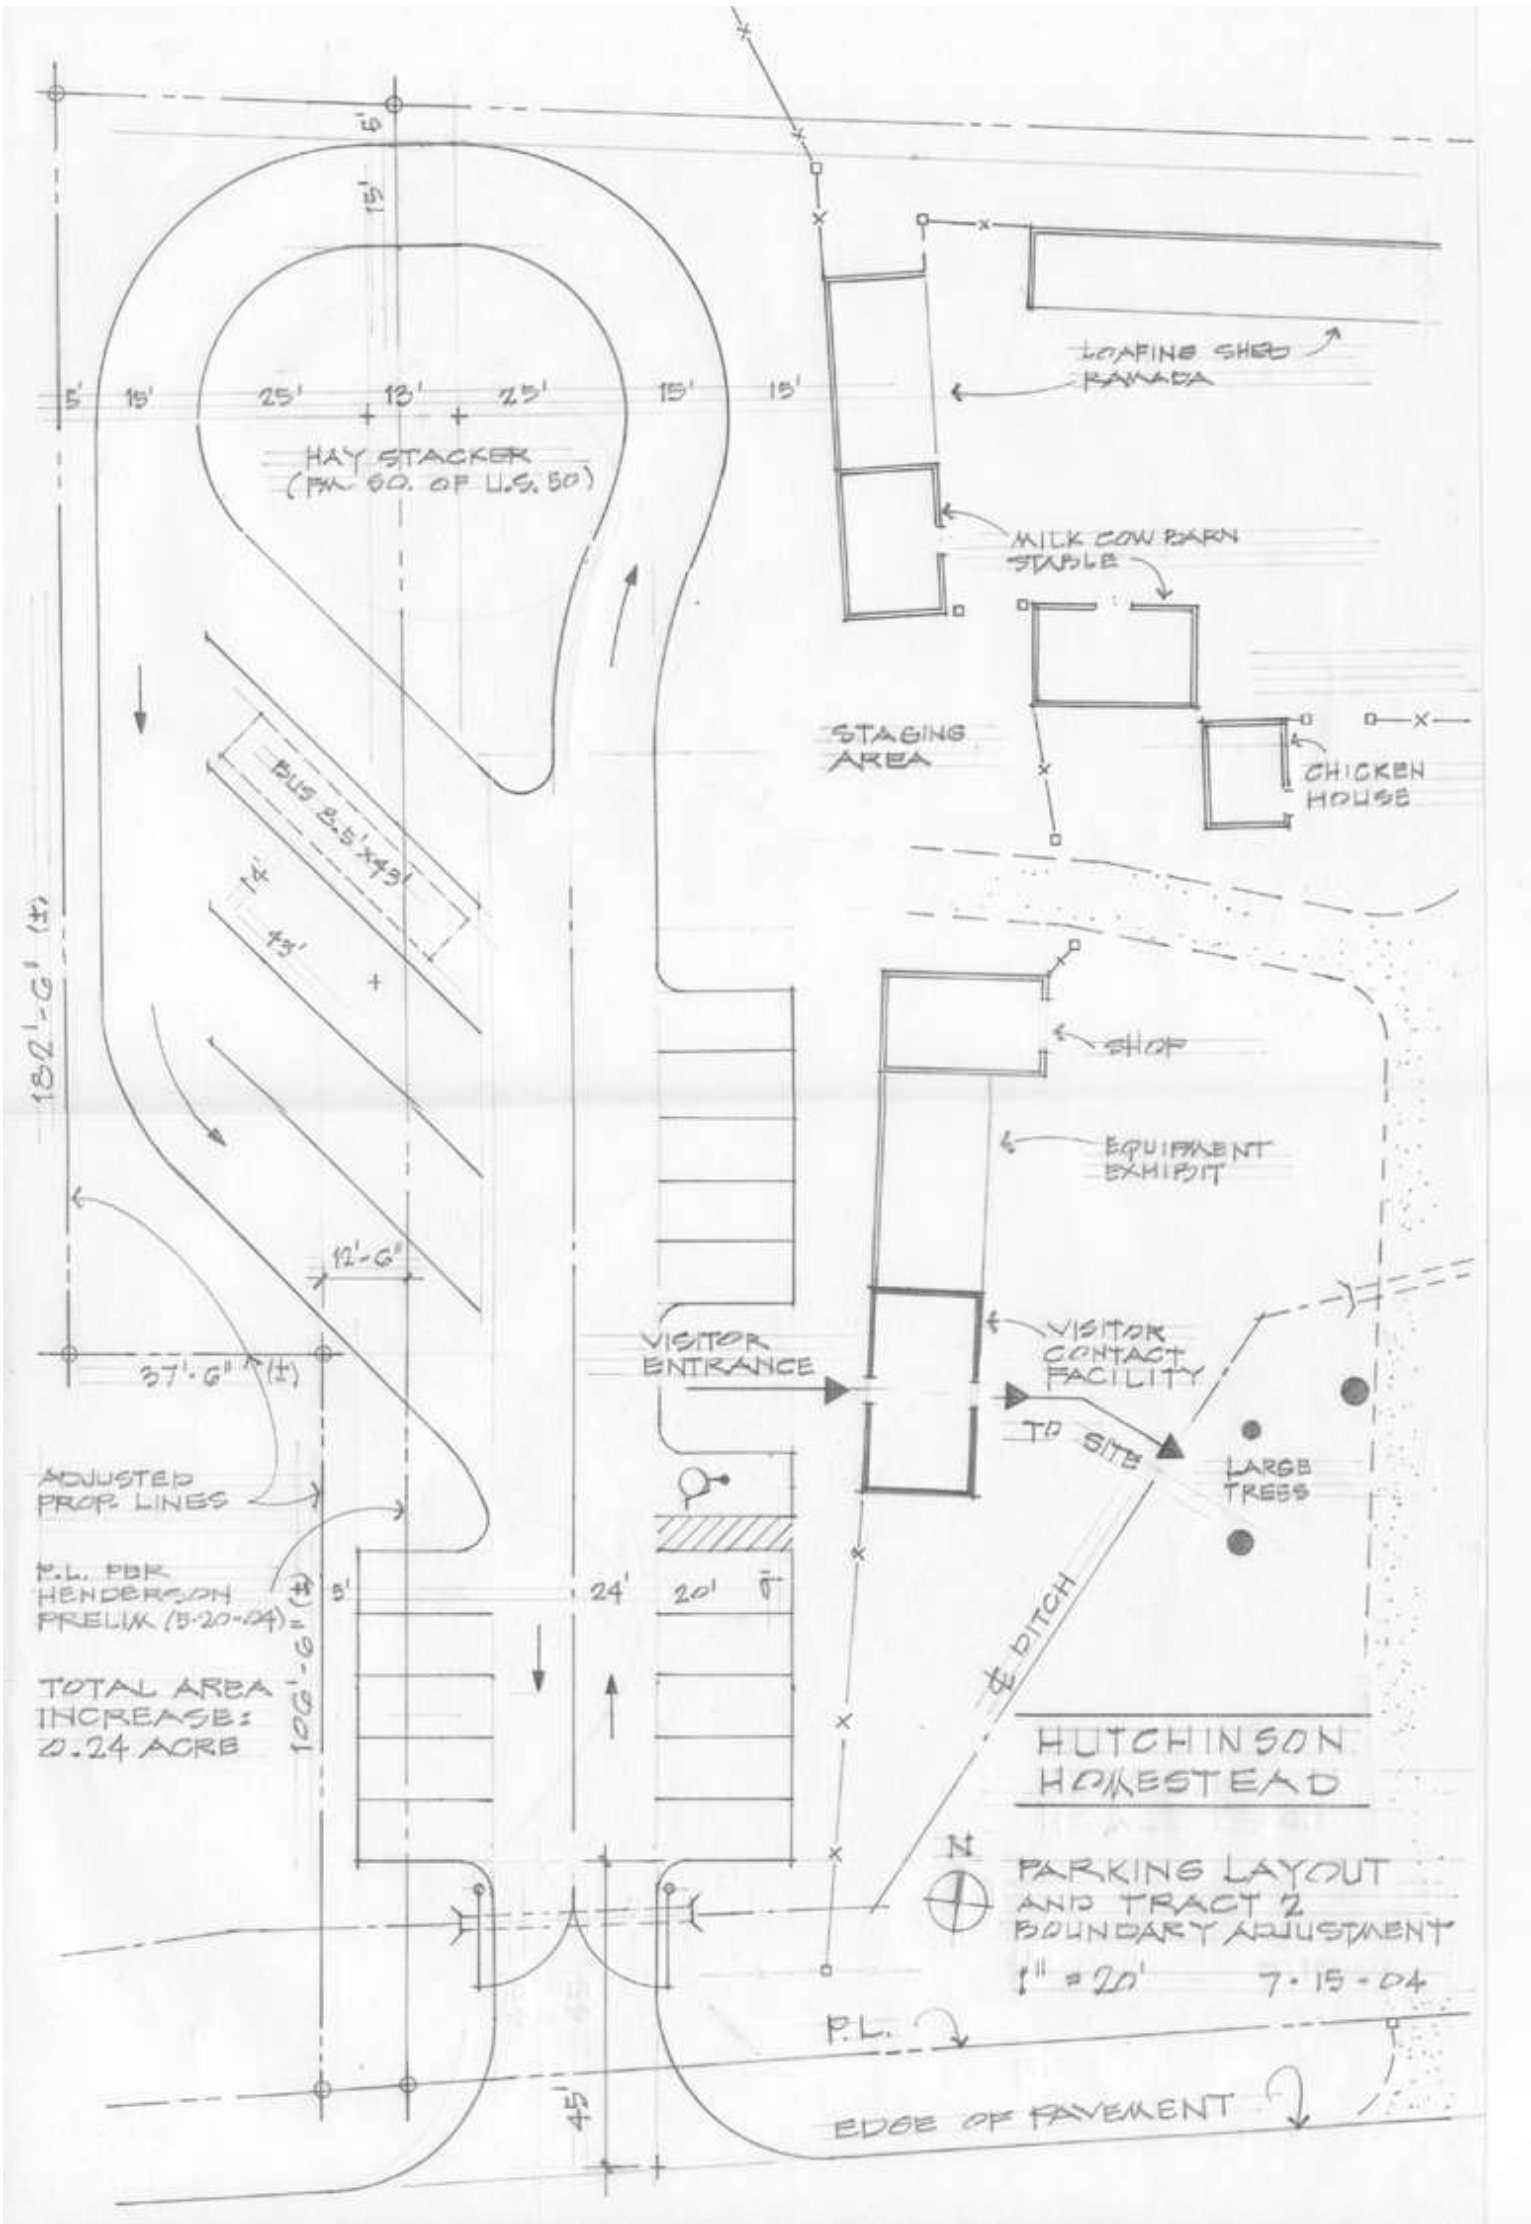 5'
15'
5' 15' 25' 13' 25' 15' 15'
HAY STACKER
(FM SO. OF U.S. 50)
LOAFING SHED
RAMADA
MILK COW BARN
STABLE
STAGING
AREA
CHICKEN
HOUSE
BUS 8.5' X 43'
14'
43'
182'-6" (±)
SHOP
EQUIPMENT
EXHIBIT
12'-6"
37'-6" (±)
VISITOR
ENTRANCE
VISITOR
CONTACT
FACILITY
TO SITE
LARGE
TREES
ADJUSTED
PROP. LINES
P.L. PER
HENDERSON
PRELIM (5-20-04)
TOTAL AREA
INCREASE:
0.24 ACRE
106'-6" (±)
5' 24' 20' 9'
℄ DITCH
HUTCHINSON
HOMESTEAD
N
PARKING LAYOUT
AND TRACT 2
BOUNDARY ADJUSTMENT
1" = 20' 7-15-04
P.L.
45'
EDGE OF PAVEMENT